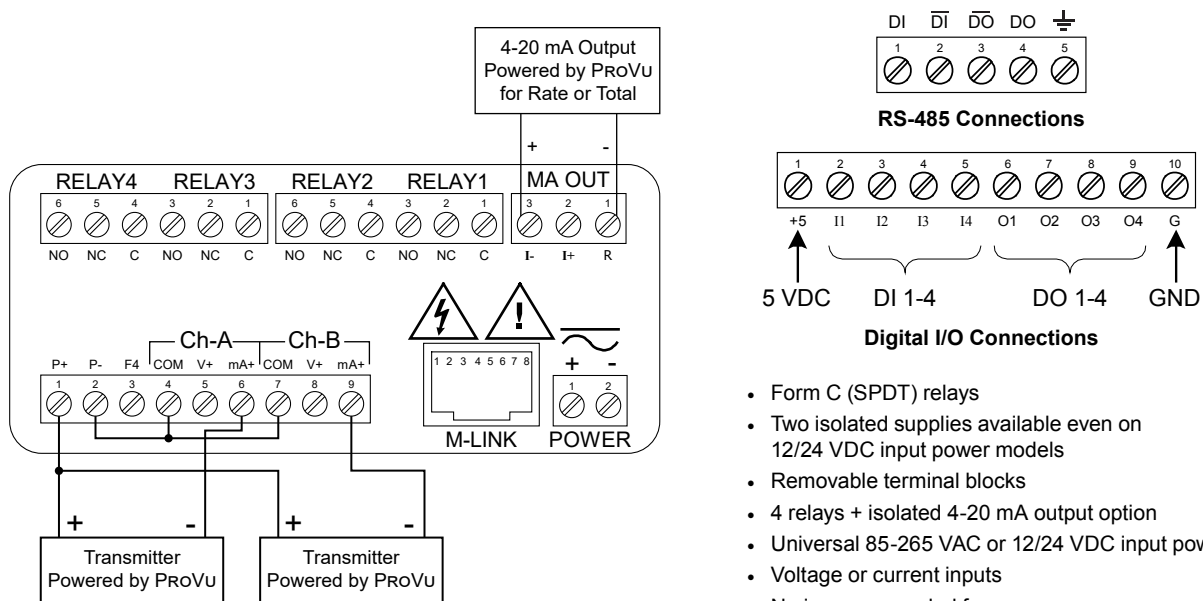 4-20 mA Output
Powered by PROVU
for Rate or Total
+ -
RELAY4 RELAY3 RELAY2 RELAY1 MA OUT
6 5 4 3 2 1 6 5 4 3 2 1 3 2 1
NO NC C NO NC C NO NC C NO NC C I- I+ R
Ch-A Ch-B
P+ P- F4 COM V+ mA+ COM V+ mA+
1 2 3 4 5 6 7 8 9
1 2 3 4 5 6 7 8
M-LINK
+ -
1 2
POWER
+ - + -
Transmitter
Powered by PROVU
Transmitter
Powered by PROVU
DI DI DO DO
1 2 3 4 5
RS-485 Connections
1 2 3 4 5 6 7 8 9 10
+5 I1 I2 I3 I4 O1 O2 O3 O4 G
5 VDC DI 1-4 DO 1-4 GND
Digital I/O Connections
• Form C (SPDT) relays
• Two isolated supplies available even on
12/24 VDC input power models
• Removable terminal blocks
• 4 relays + isolated 4-20 mA output option
• Universal 85-265 VAC or 12/24 VDC input
• Voltage or current inputs